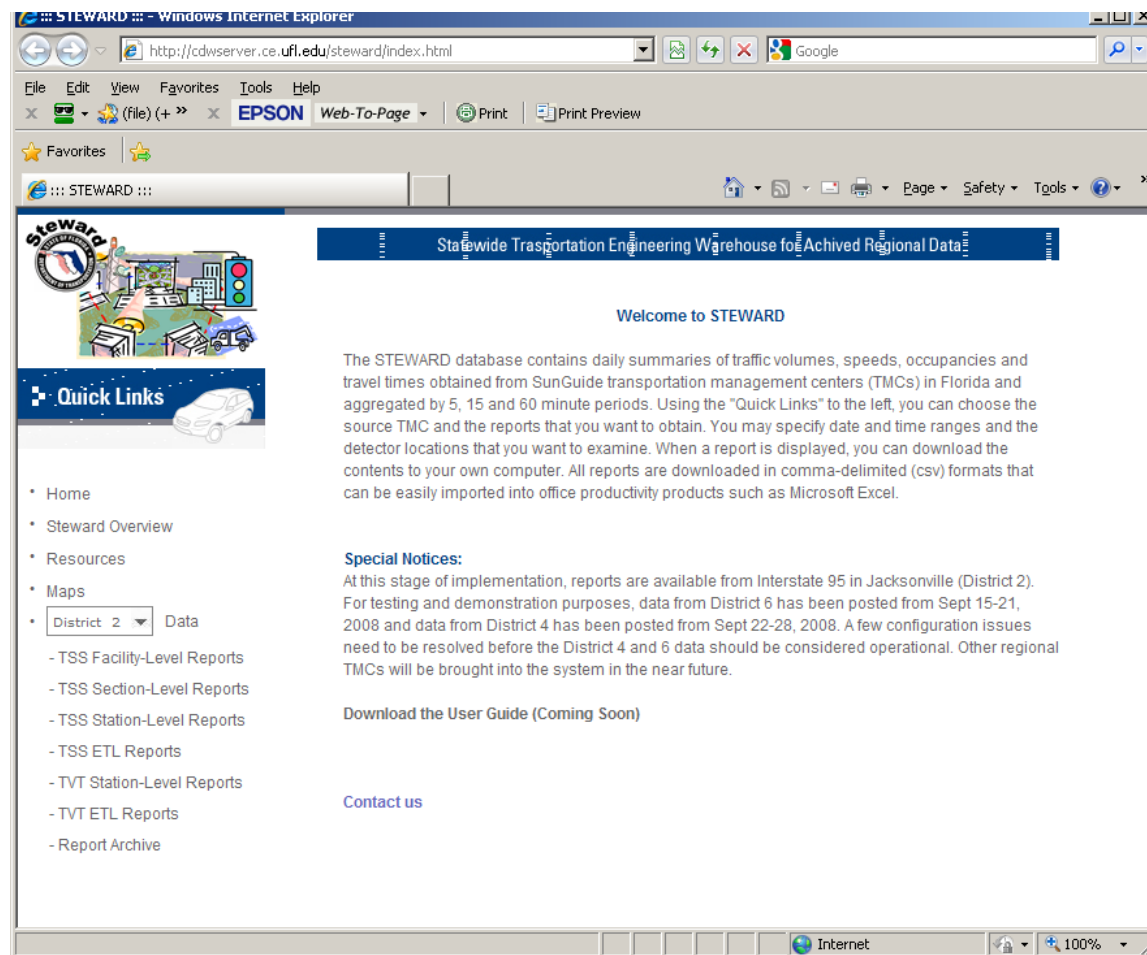 ::: STEWARD ::: - Windows Internet Explorer
http://cdwserver.ce.ufl.edu/steward/index.html
Google
File Edit View Favorites Tools Help
(file) (+ » EPSON Web-To-Page Print Print Preview
Favorites
::: STEWARD ::: Page Safety Tools »
Steward
Statewide Trasportation Engineering Warehouse for Achived Regional Data
Welcome to STEWARD
The STEWARD database contains daily summaries of traffic volumes, speeds, occupancies and
travel times obtained from SunGuide transportation management centers (TMCs) in Florida and
aggregated by 5, 15 and 60 minute periods. Using the "Quick Links" to the left, you can choose the
source TMC and the reports that you want to obtain. You may specify date and time ranges and the
detector locations that you want to examine. When a report is displayed, you can download the
contents to your own computer. All reports are downloaded in comma-delimited (csv) formats that
can be easily imported into office productivity products such as Microsoft Excel.
Special Notices:
At this stage of implementation, reports are available from Interstate 95 in Jacksonville (District 2).
For testing and demonstration purposes, data from District 6 has been posted from Sept 15-21,
2008 and data from District 4 has been posted from Sept 22-28, 2008. A few configuration issues
need to be resolved before the District 4 and 6 data should be considered operational. Other regional
TMCs will be brought into the system in the near future.
Download the User Guide (Coming Soon)
Contact us
Quick Links
Home
Steward Overview
Resources
Maps
District 2 Data
- TSS Facility-Level Reports
- TSS Section-Level Reports
- TSS Station-Level Reports
- TSS ETL Reports
- TVT Station-Level Reports
- TVT ETL Reports
- Report Archive
Internet 100%